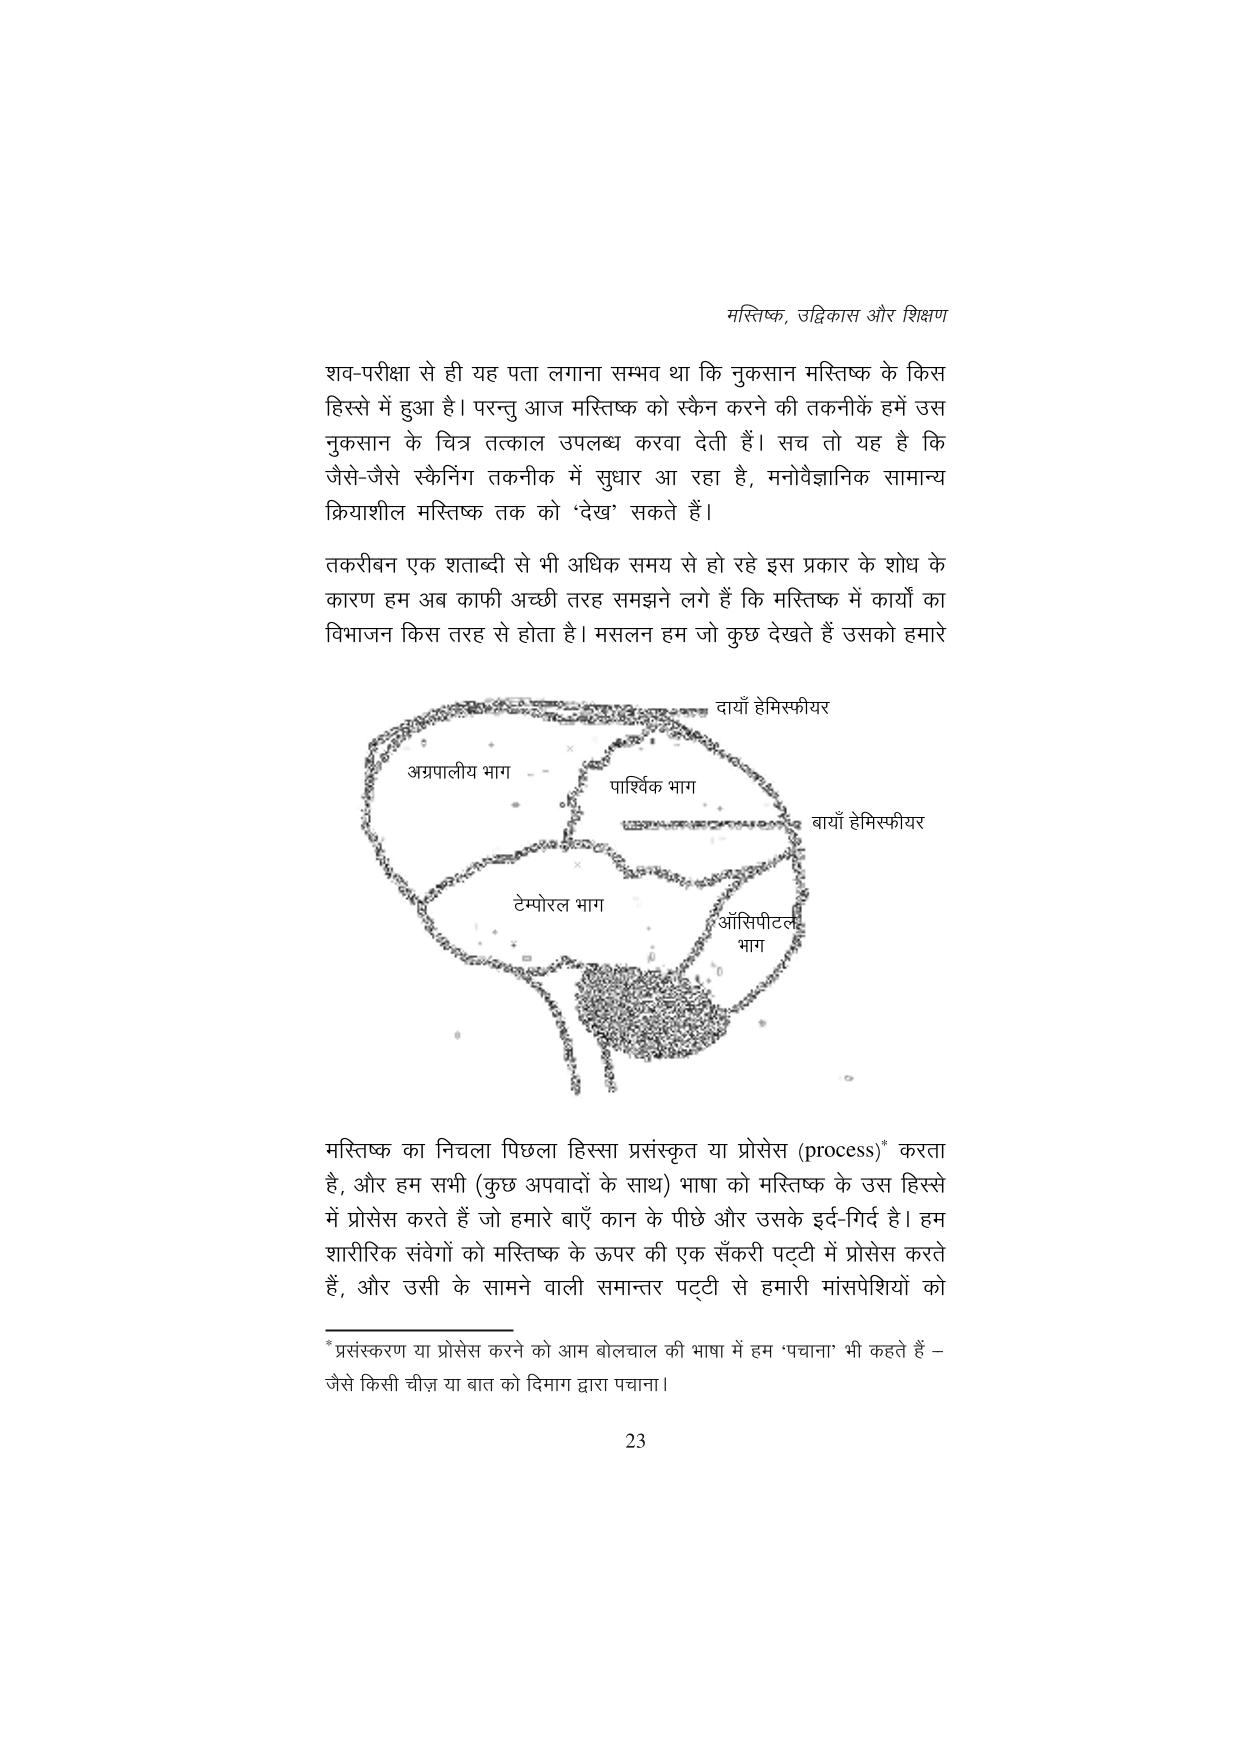 मस्तिष्क, उद्विकास और शिक्षण
शव-परीक्षा से ही यह पता लगाना सम्भव था कि नुकसान मस्तिष्क के किस
हिस्से में हुआ है। परन्तु आज मस्तिष्क को स्कैन करने की तकनीकें हमें उस
नुकसान के चित्र तत्काल उपलब्ध करवा देती हैं। सच तो यह है कि
जैसे-जैसे स्कैनिंग तकनीक में सुधार आ रहा है, मनोवैज्ञानिक सामान्य
क्रियाशील मस्तिष्क तक को ‘देख’ सकते हैं।
तकरीबन एक शताब्दी से भी अधिक समय से हो रहे इस प्रकार के शोध के
कारण हम अब काफी अच्छी तरह समझने लगे हैं कि मस्तिष्क में कार्यों का
विभाजन किस तरह से होता है। मसलन हम जो कुछ देखते हैं उसको हमारे
दायाँ हेमिस्फीयर
अग्रपालीय भाग
पार्श्विक भाग
बायाँ हेमिस्फीयर
टेम्पोरल भाग
ऑसिपीटल
भाग
मस्तिष्क का निचला पिछला हिस्सा प्रसंस्कृत या प्रोसेस (process)* करता
है, और हम सभी (कुछ अपवादों के साथ) भाषा को मस्तिष्क के उस हिस्से
में प्रोसेस करते हैं जो हमारे बाएँ कान के पीछे और उसके इर्द-गिर्द है। हम
शारीरिक संवेगों को मस्तिष्क के ऊपर की एक सँकरी पट्टी में प्रोसेस करते
हैं, और उसी के सामने वाली समान्तर पट्टी से हमारी मांसपेशियों को
*प्रसंस्करण या प्रोसेस करने को आम बोलचाल की भाषा में हम ‘पचाना’ भी कहते हैं –
जैसे किसी चीज़ या बात को दिमाग द्वारा पचाना।
23